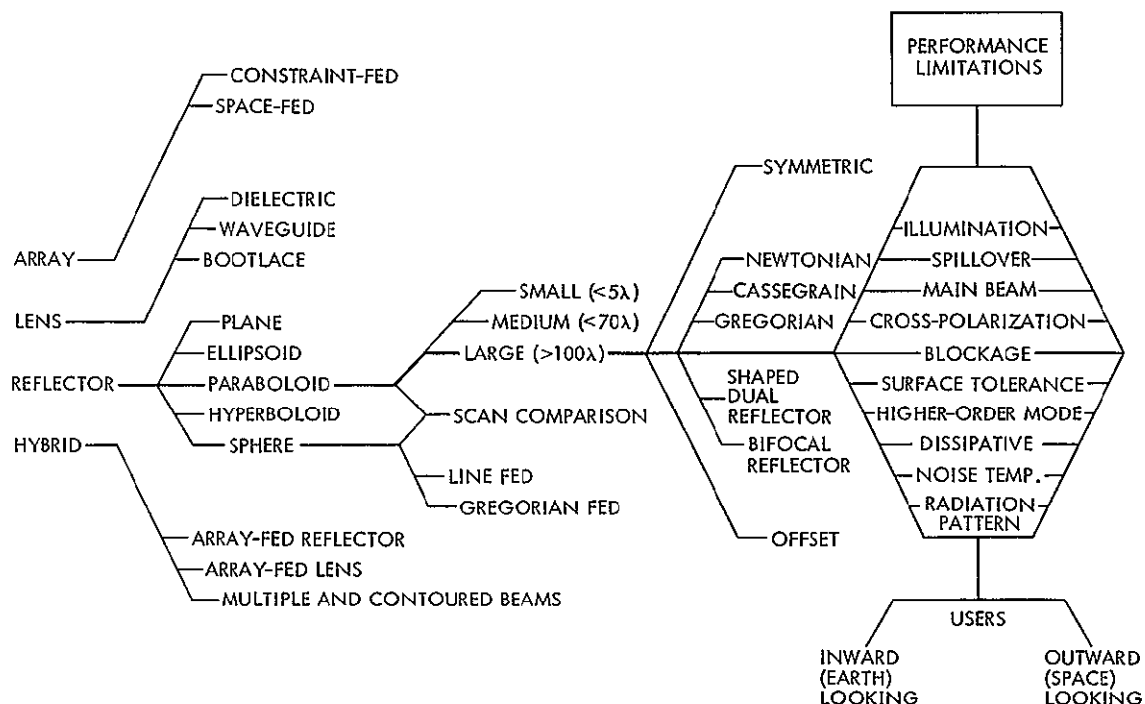 PERFORMANCE
LIMITATIONS
CONSTRAINT-FED
SPACE-FED
DIELECTRIC
WAVEGUIDE
BOOTLACE
ARRAY
LENS
REFLECTOR
HYBRID
PLANE
ELLIPSOID
PARABOLOID
HYPERBOLOID
SPHERE
ARRAY-FED REFLECTOR
ARRAY-FED LENS
MULTIPLE AND CONTOURED BEAMS
SMALL (<5λ)
MEDIUM (<70λ)
LARGE (>100λ)
SCAN COMPARISON
LINE FED
GREGORIAN FED
SYMMETRIC
NEWTONIAN
CASSEGRAIN
GREGORIAN
SHAPED
DUAL
REFLECTOR
BIFOCAL
REFLECTOR
OFFSET
ILLUMINATION
SPILLOVER
MAIN BEAM
CROSS-POLARIZATION
BLOCKAGE
SURFACE TOLERANCE
HIGHER-ORDER MODE
DISSIPATIVE
NOISE TEMP.
RADIATION
PATTERN
USERS
INWARD
(EARTH)
LOOKING
OUTWARD
(SPACE)
LOOKING